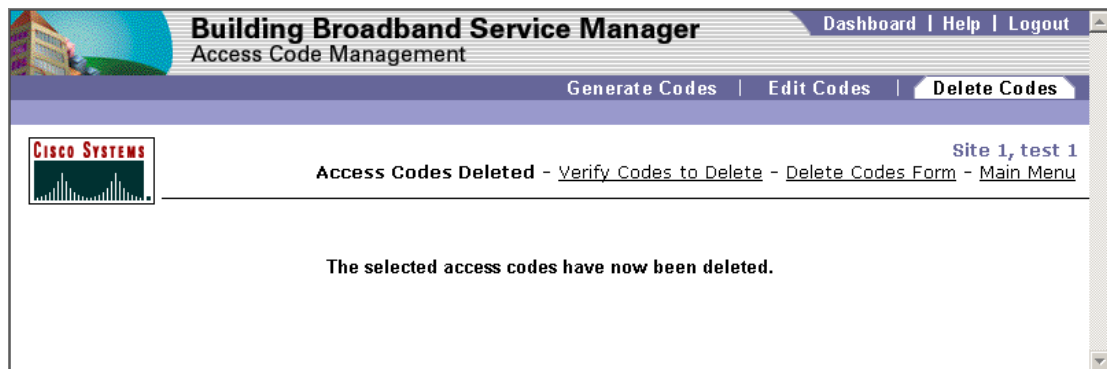 Building Broadband Service Manager
Dashboard | Help | Logout
Access Code Management
Generate Codes | Edit Codes | Delete Codes
CISCO SYSTEMS
Site 1, test 1
Access Codes Deleted - Verify Codes to Delete - Delete Codes Form - Main Menu
The selected access codes have now been deleted.